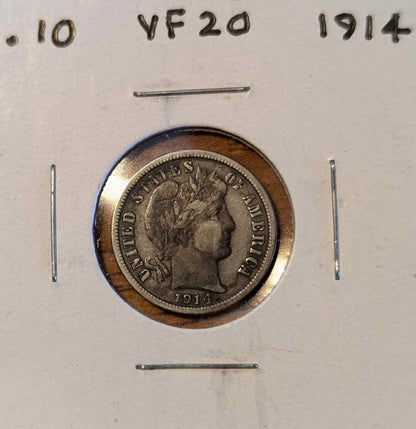 .10 VF20 1914
UNITED STATES OF AMERICA
1914